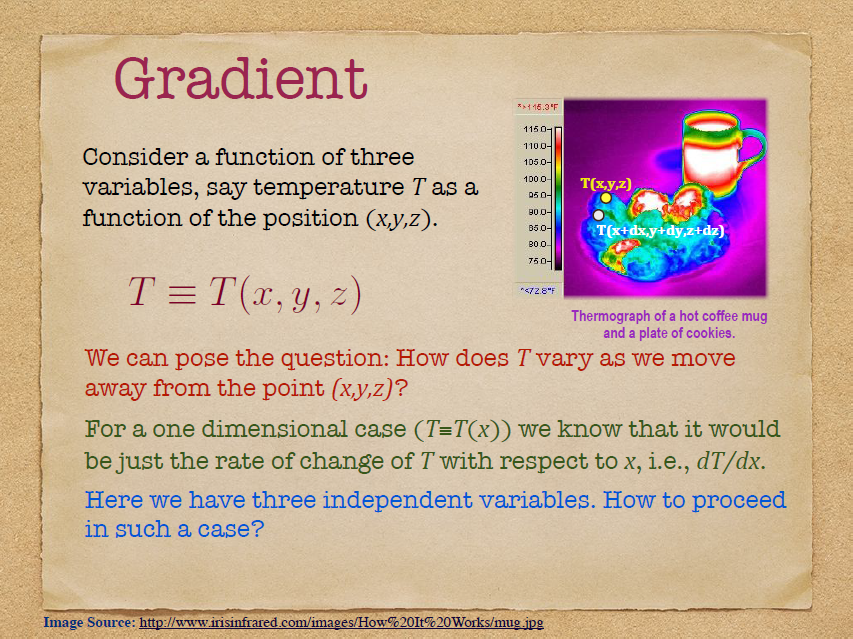 Gradient
Consider a function of three
variables, say temperature T as a
function of the position (x,y,z).
T ≡ T(x, y, z)
*>115.3°F
115.0
110.0
105.0
100.0
95.0
90.0
85.0
80.0
75.0
*<72.8°F
T(x,y,z)
T(x+dx,y+dy,z+dz)
Thermograph of a hot coffee mug
and a plate of cookies.
We can pose the question: How does T vary as we move
away from the point (x,y,z)?
For a one dimensional case (T≡T(x)) we know that it would
be just the rate of change of T with respect to x, i.e., dT/dx.
Here we have three independent variables. How to proceed
in such a case?
Image Source: http://www.irisinfrared.com/images/How%20It%20Works/mug.jpg